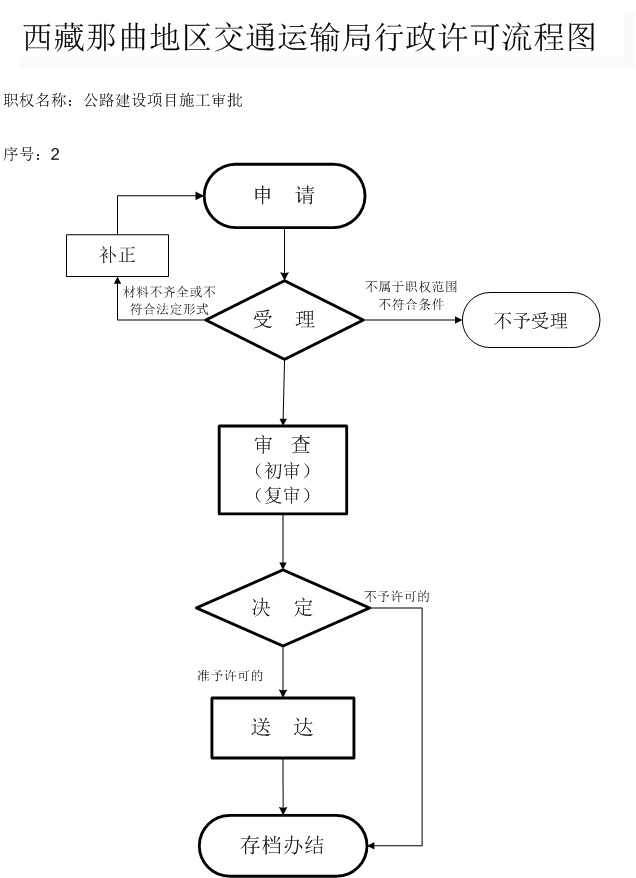 西藏那曲地区交通运输局行政许可流程图
职权名称：公路建设项目施工审批
序号：2
申 请
补正
材料不齐全或不
符合法定形式
受 理
不属于职权范围
不符合条件
不予受理
审 查
（初审）
（复审）
决 定
不予许可的
准予许可的
送 达
存档办结